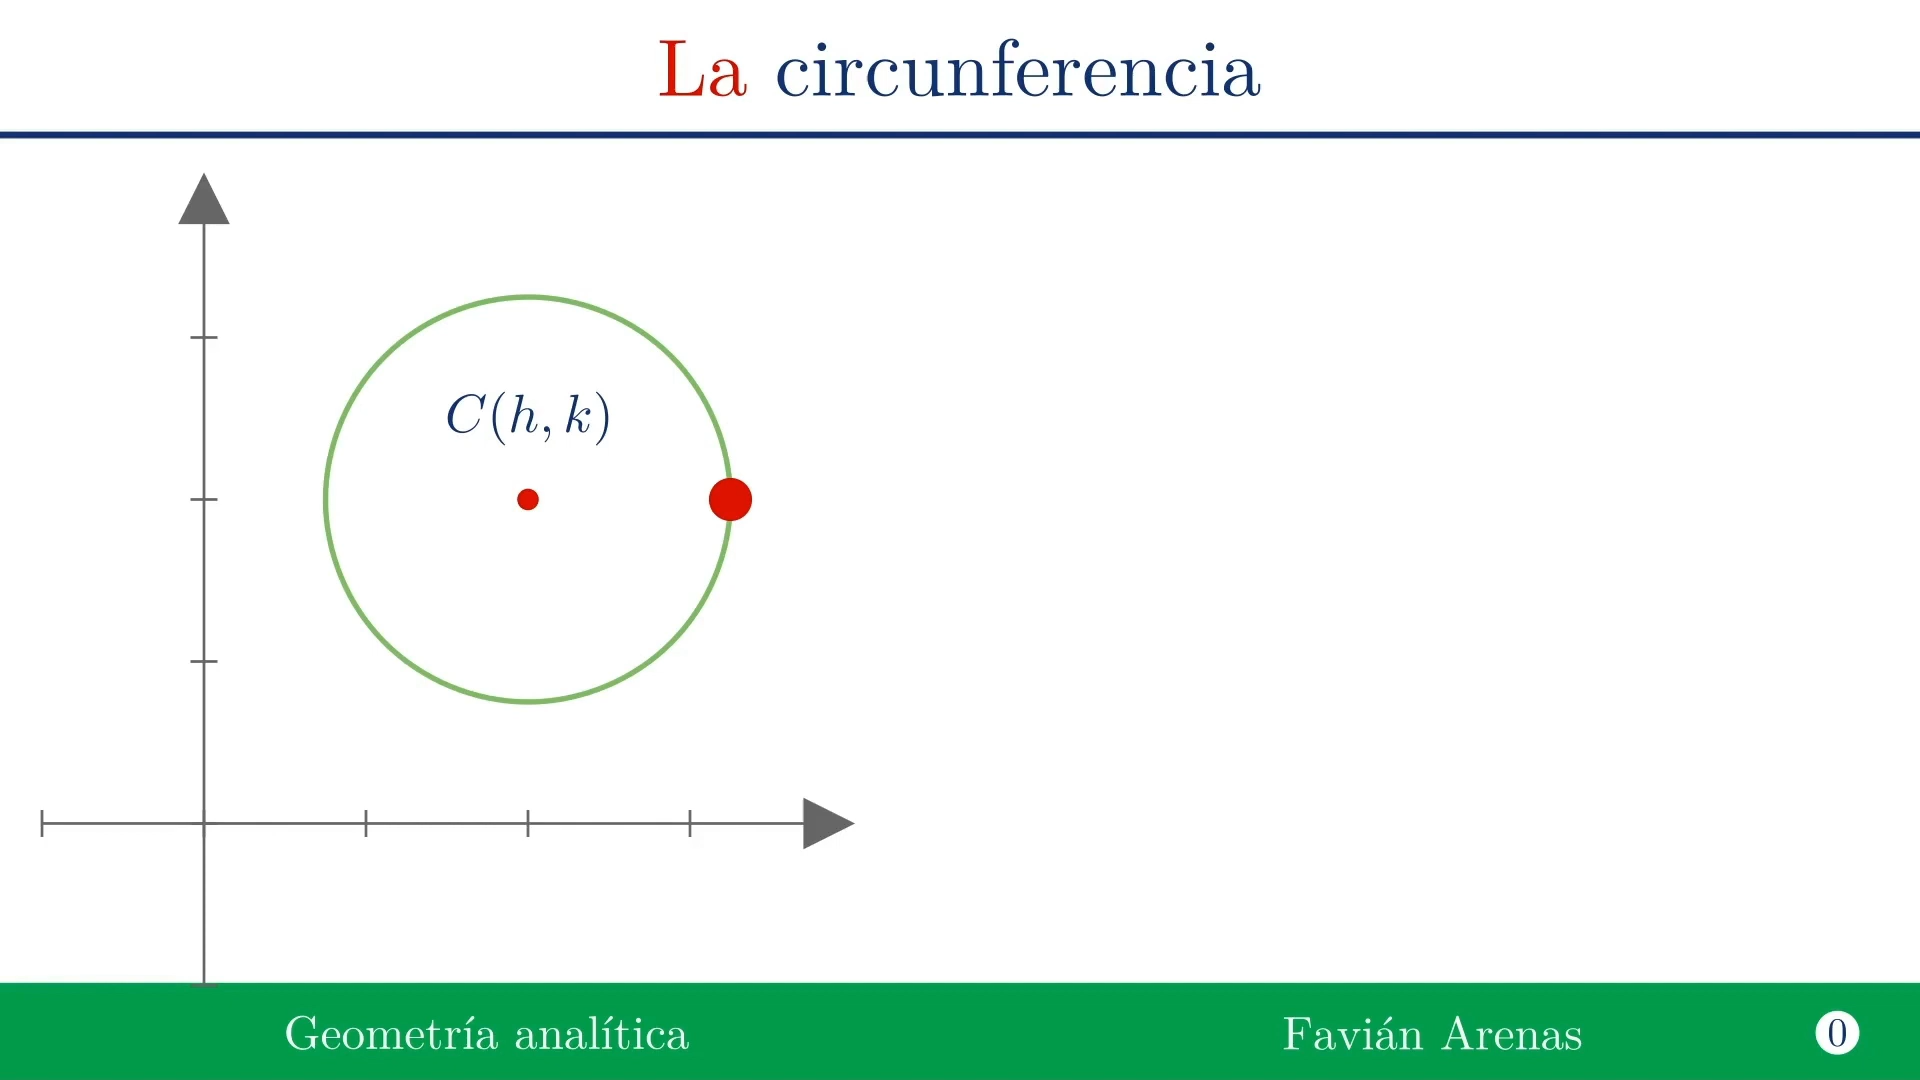 La circunferencia
C(h, k)
Geometría analítica
Favián Arenas
0